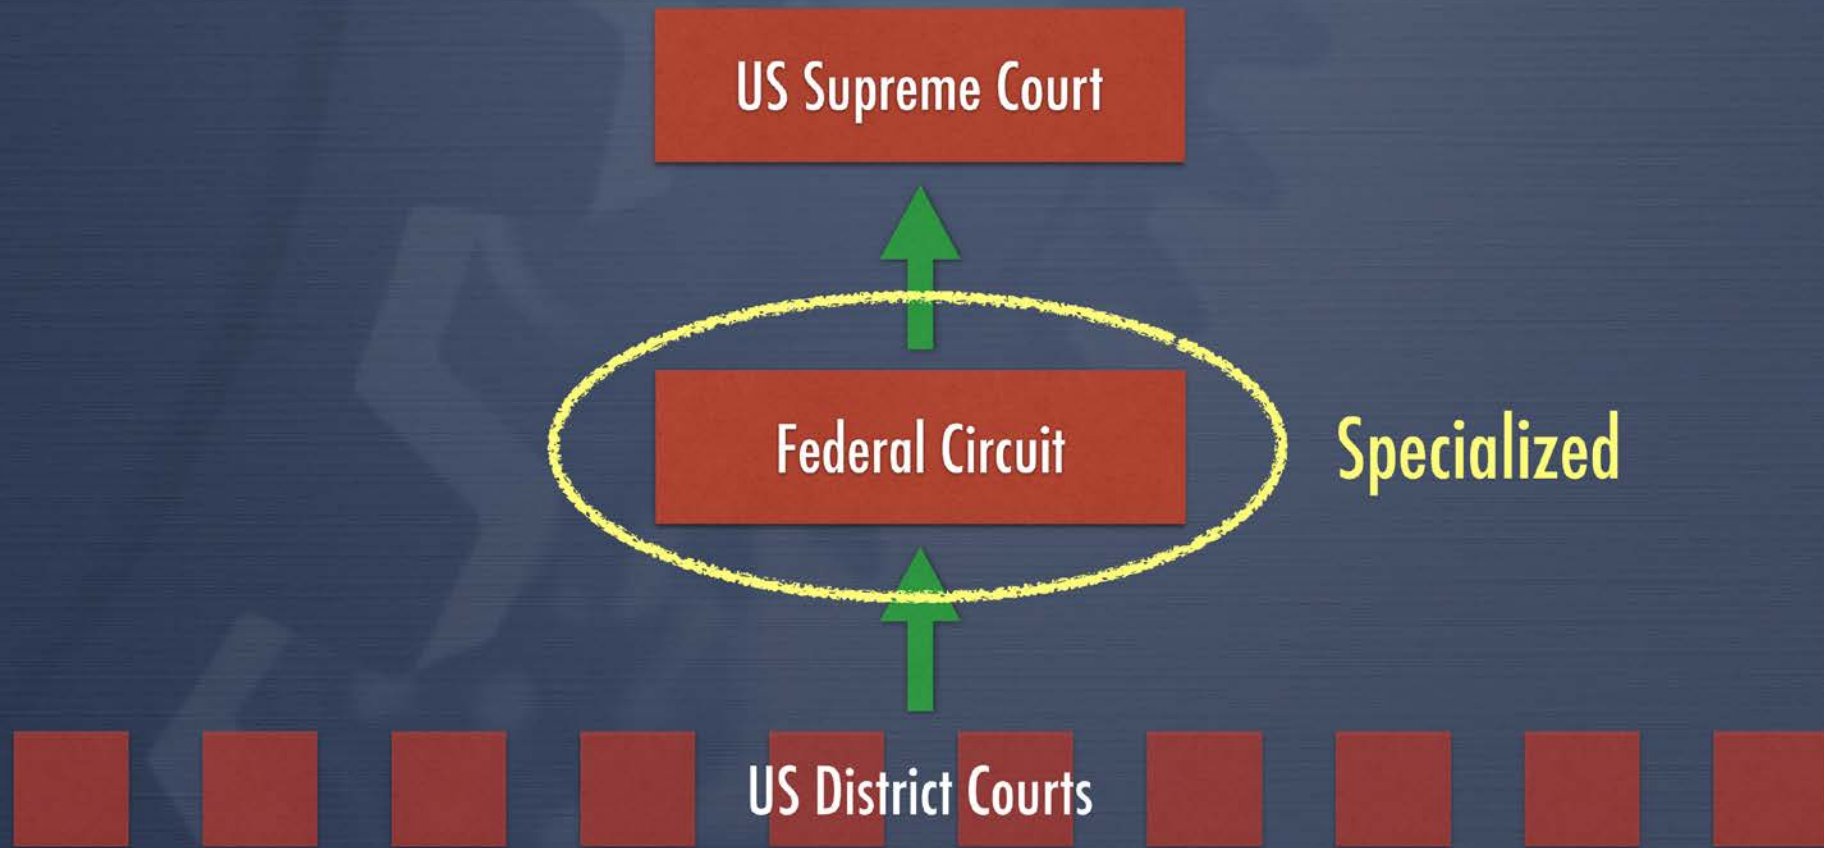 US Supreme Court
Federal Circuit
Specialized
US District Courts